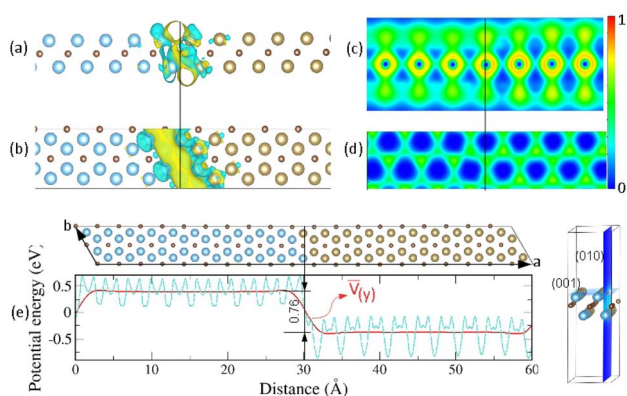 (a)
(b)
(c)
(d)
1
0
b
a
(e)
Potential energy (eV)
0.5
0
-0.5
0.76
V(y)
0 10 20 30 40 50 60
Distance (Å)
(010)
(001)